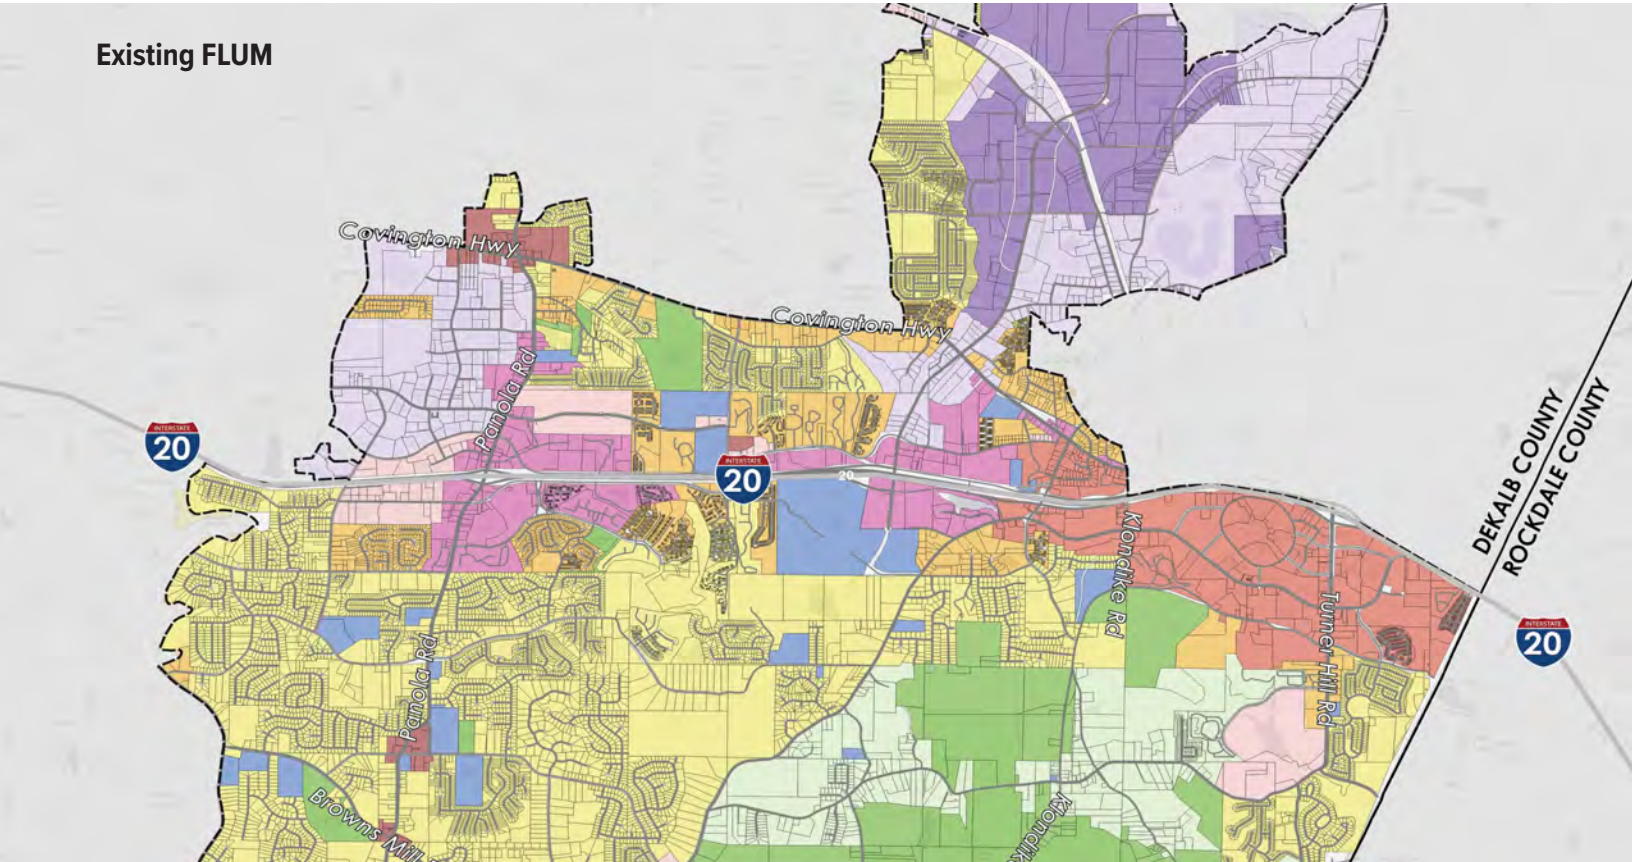 Existing FLUM
Covington Hwy
Covington Hwy
Panola Rd
INTERSTATE
20
INTERSTATE
20
20
Klondike Rd
DEKALB COUNTY
ROCKDALE COUNTY
Turner Hill Rd
INTERSTATE
20
Panola Rd
Browns Mill
Klondik